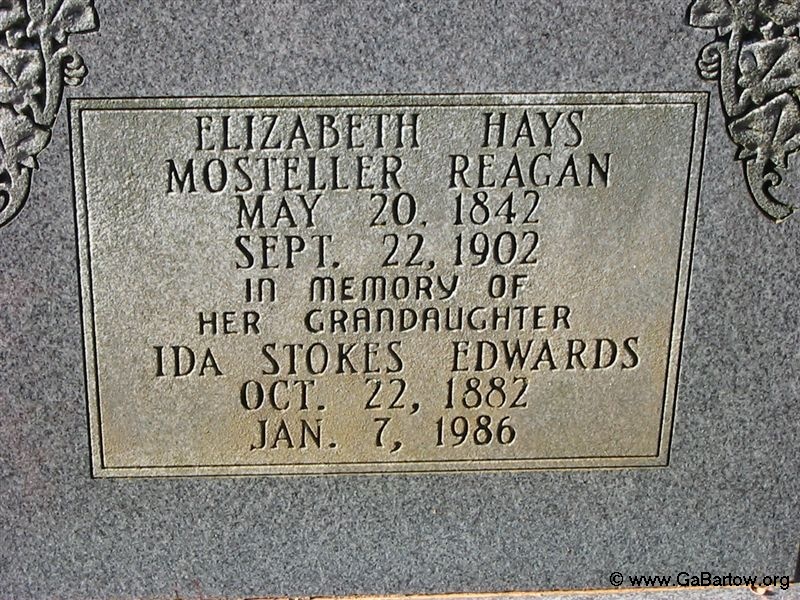 ELIZABETH HAYS
MOSTELLER REAGAN
MAY 20, 1842
SEPT. 22, 1902
IN MEMORY OF
HER GRANDAUGHTER
IDA STOKES EDWARDS
OCT. 22, 1882
JAN. 7, 1986
© www.GaBartow.org